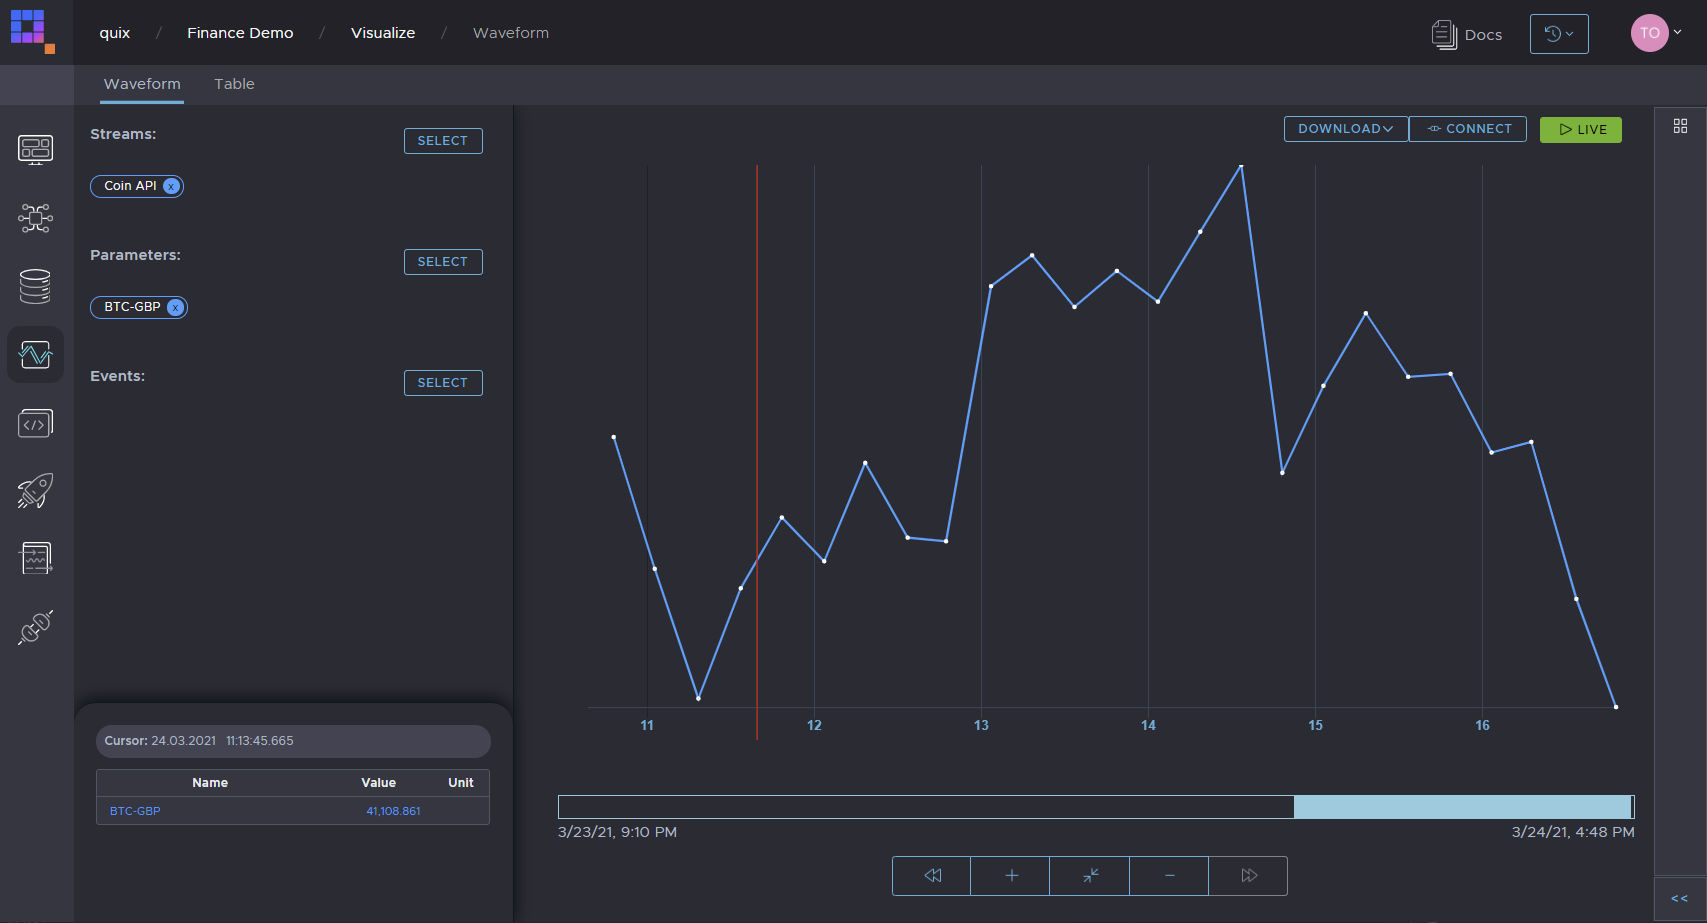 quix / Finance Demo / Visualize / Waveform
Docs
TO
Waveform Table
Streams:
SELECT
Coin API x
Parameters:
SELECT
BTC-GBP x
Events:
SELECT
DOWNLOAD CONNECT LIVE
11 12 13 14 15 16
Cursor: 24.03.2021 11:13:45.665
Name Value Unit
BTC-GBP 41,108.861
3/23/21, 9:10 PM 3/24/21, 4:48 PM
+ −
<<